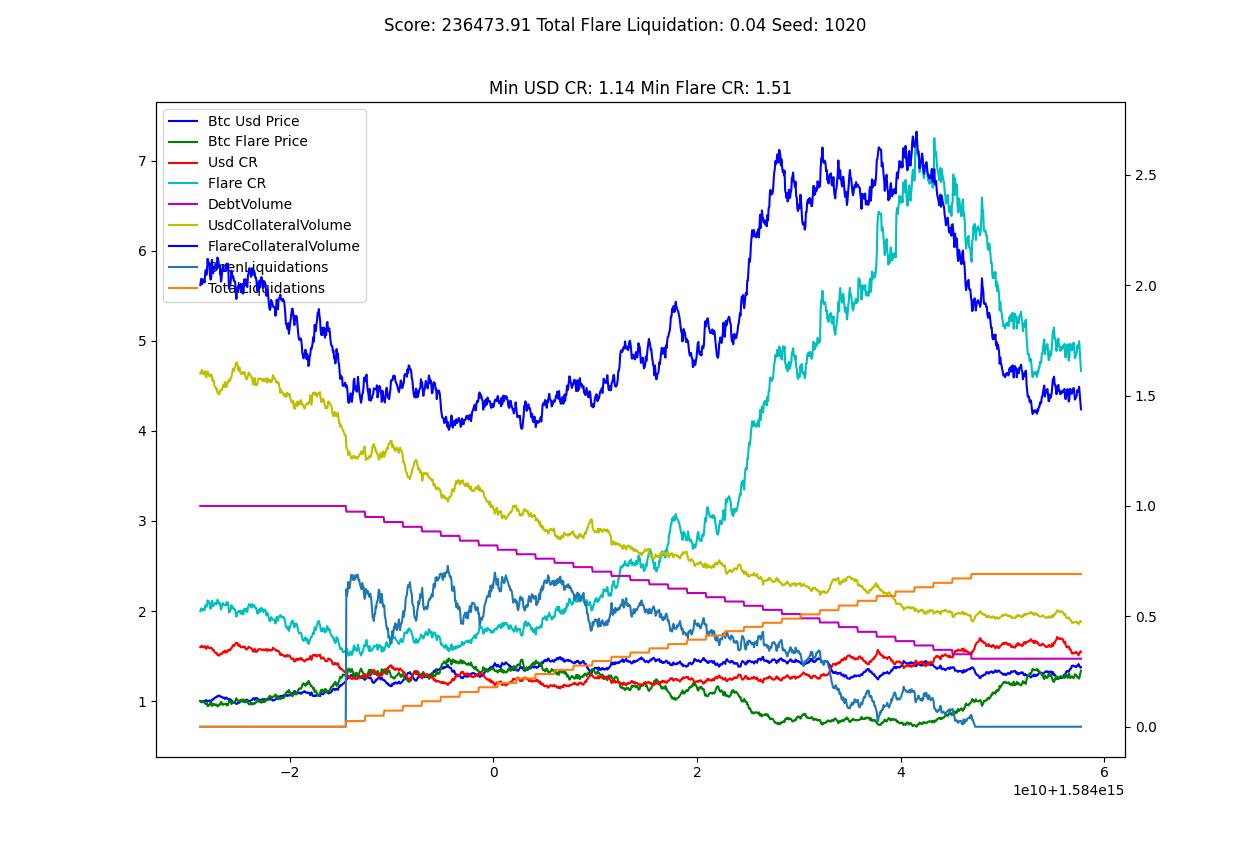 Score: 236473.91 Total Flare Liquidation: 0.04 Seed: 1020
Min USD CR: 1.14 Min Flare CR: 1.51
Btc Usd Price
Btc Flare Price
Usd CR
Flare CR
DebtVolume
UsdCollateralVolume
FlareCollateralVolume
OpenLiquidations
TotalLiquidations
7
6
5
4
3
2
1
2.5
2.0
1.5
1.0
0.5
0.0
−2
0
2
4
6
1e10+1.584e15